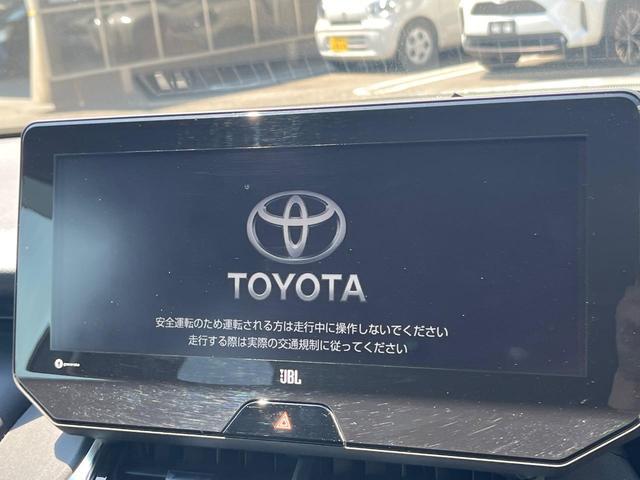 TOYOTA
安全運転のため運転される方は走行中に操作しないでください
走行する際は実際の交通規制に従ってください
JBL